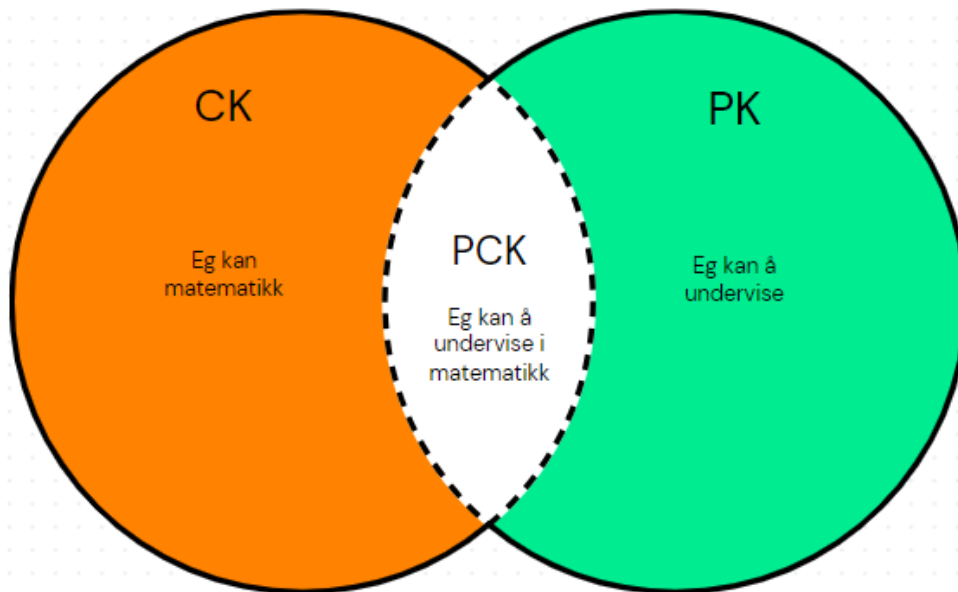 CK
Eg kan
matematikk
PCK
Eg kan å
undervise i
matematikk
PK
Eg kan å
undervise